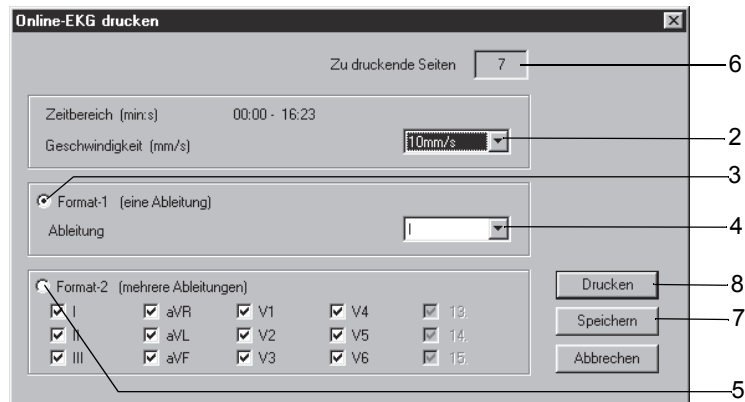 Online-EKG drucken
Zu druckende Seiten 7 6
Zeitbereich (min:s) 00:00 - 16:23
Geschwindigkeit (mm/s) 10mm/s 2
3
Format-1 (eine Ableitung)
Ableitung I 4
Format-2 (mehrere Ableitungen) Drucken 8
I aVR V1 V4 13.
Speichern 7
II aVL V2 V5 14.
III aVF V3 V6 15. Abbrechen
5